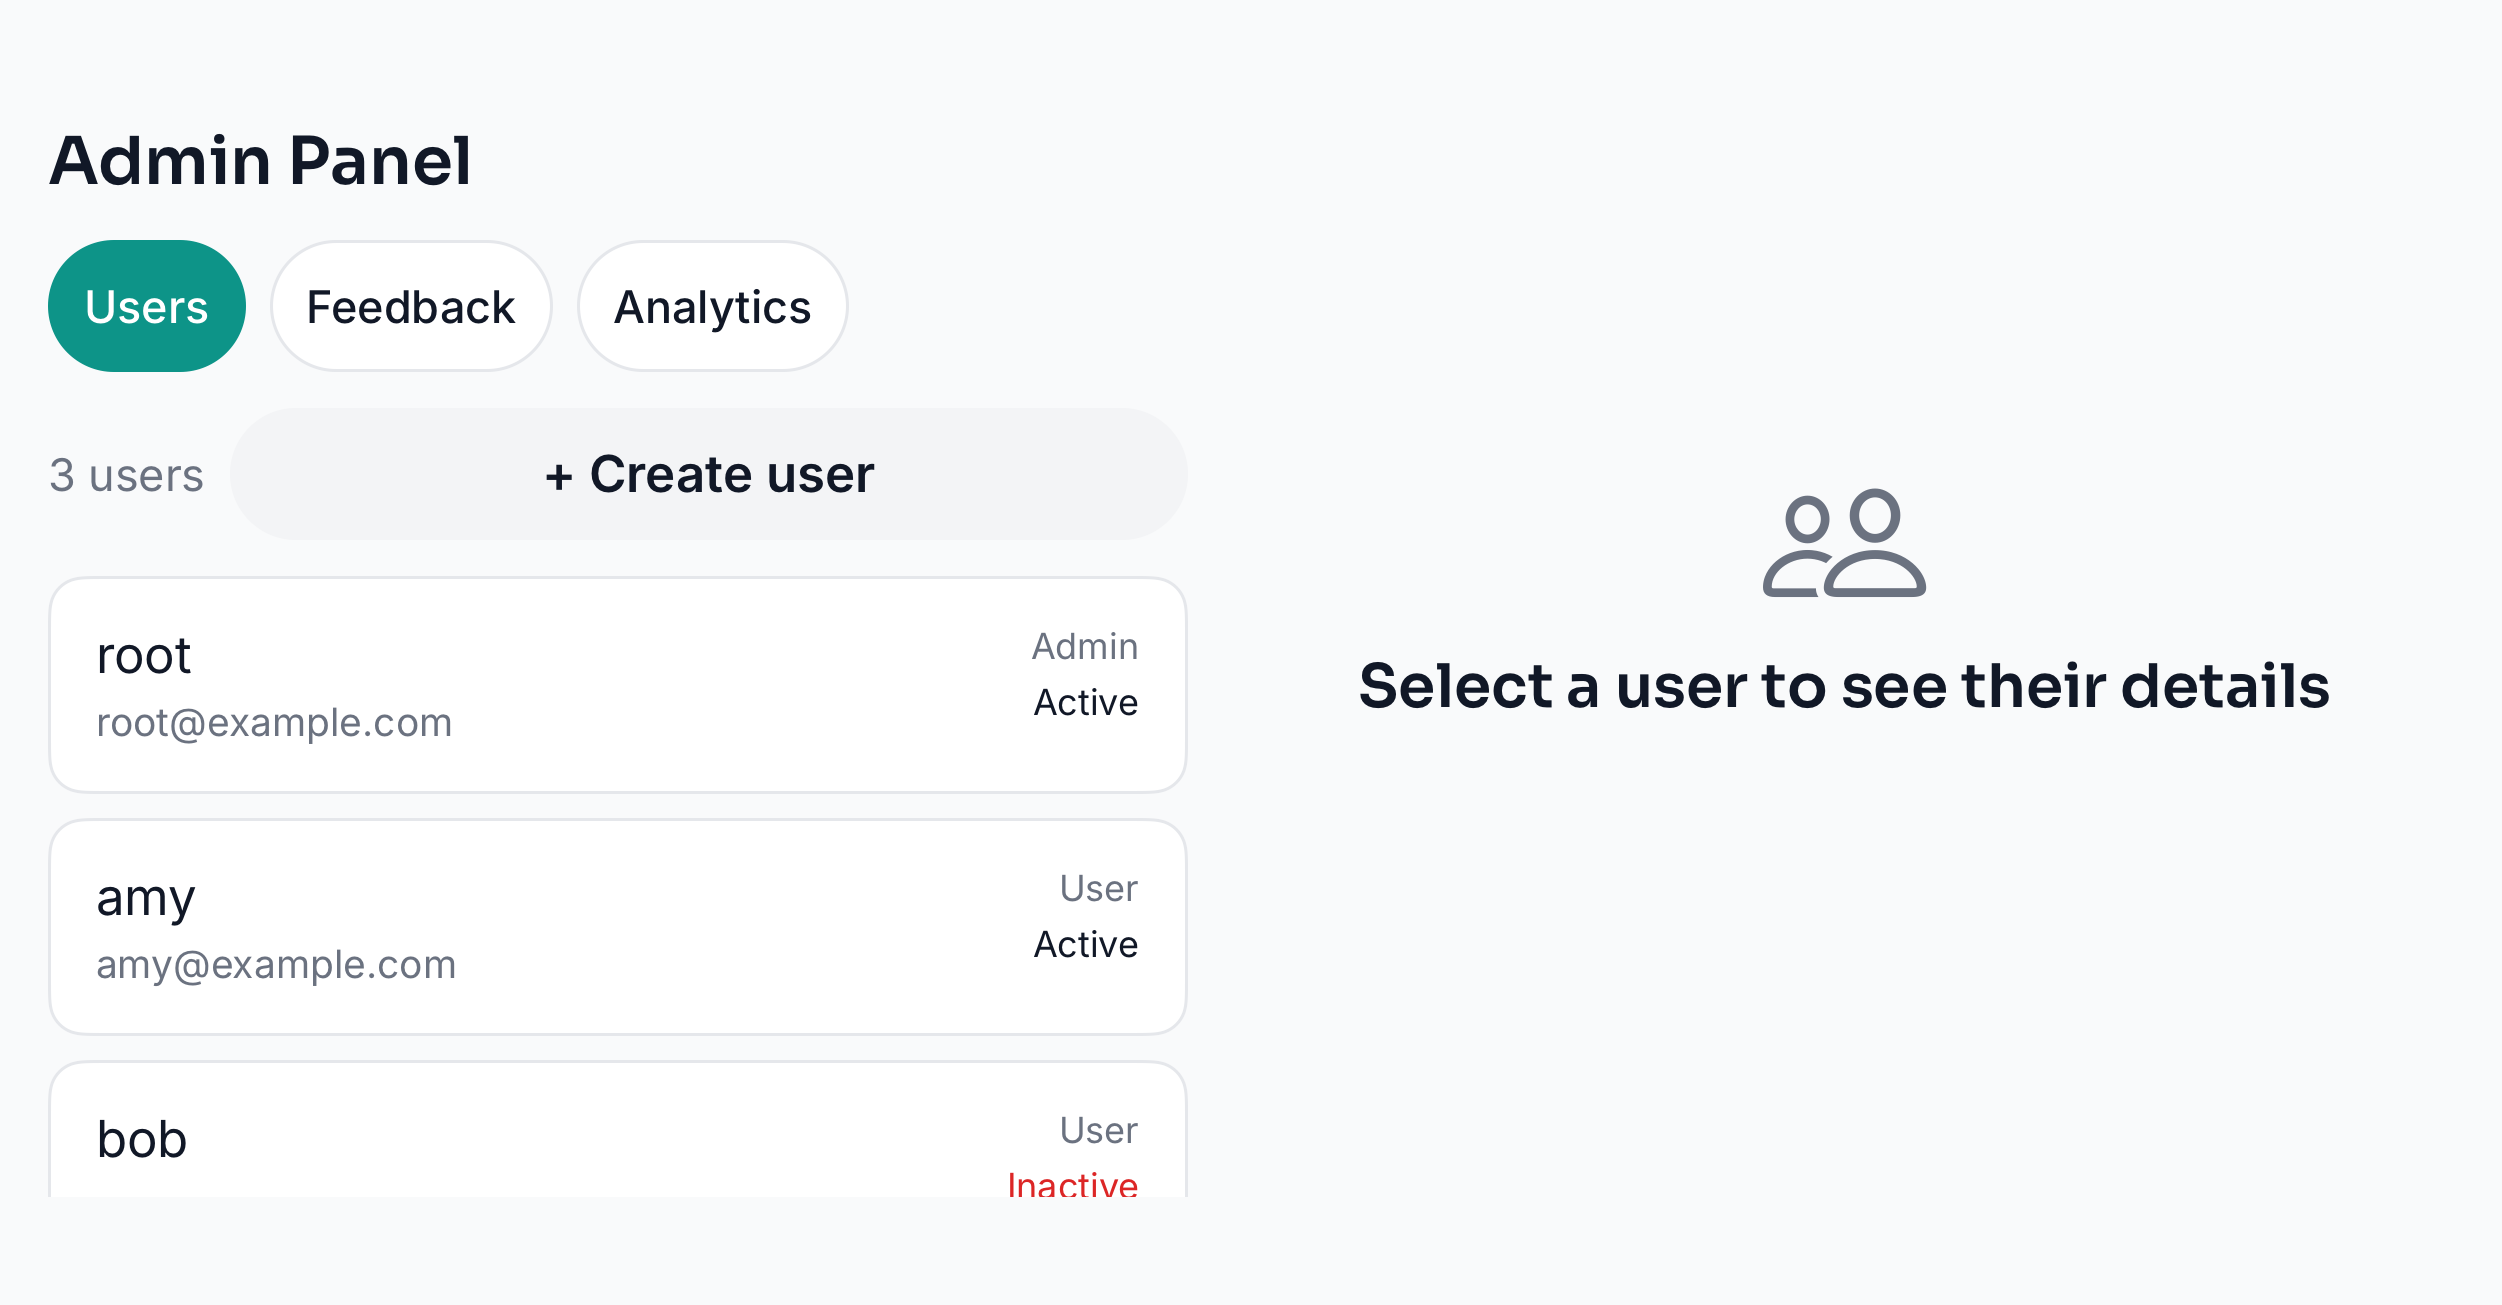 Admin Panel
Users
Feedback
Analytics
3 users
+ Create user
root
root@example.com
Admin
Active
amy
amy@example.com
User
Active
bob
User
Inactive
Select a user to see their details